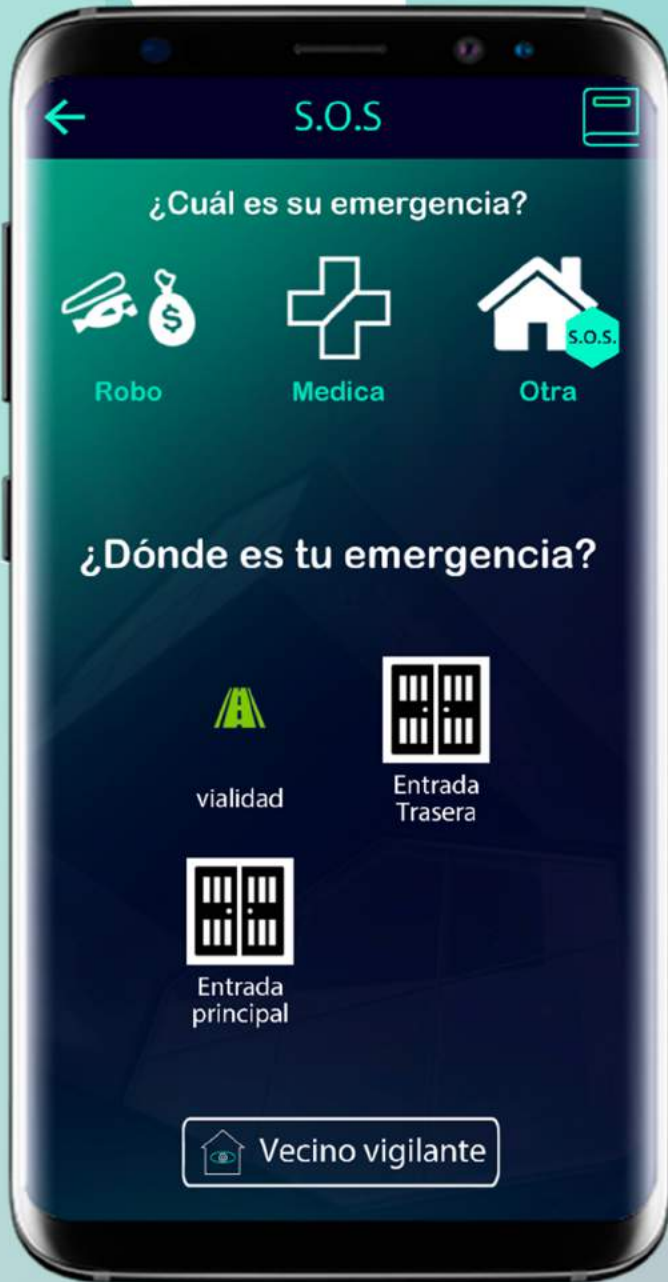 S.O.S
¿Cuál es su emergencia?
$
S.O.S.
Robo
Medica
Otra
¿Dónde es tu emergencia?
vialidad
Entrada
Trasera
Entrada
principal
Vecino vigilante